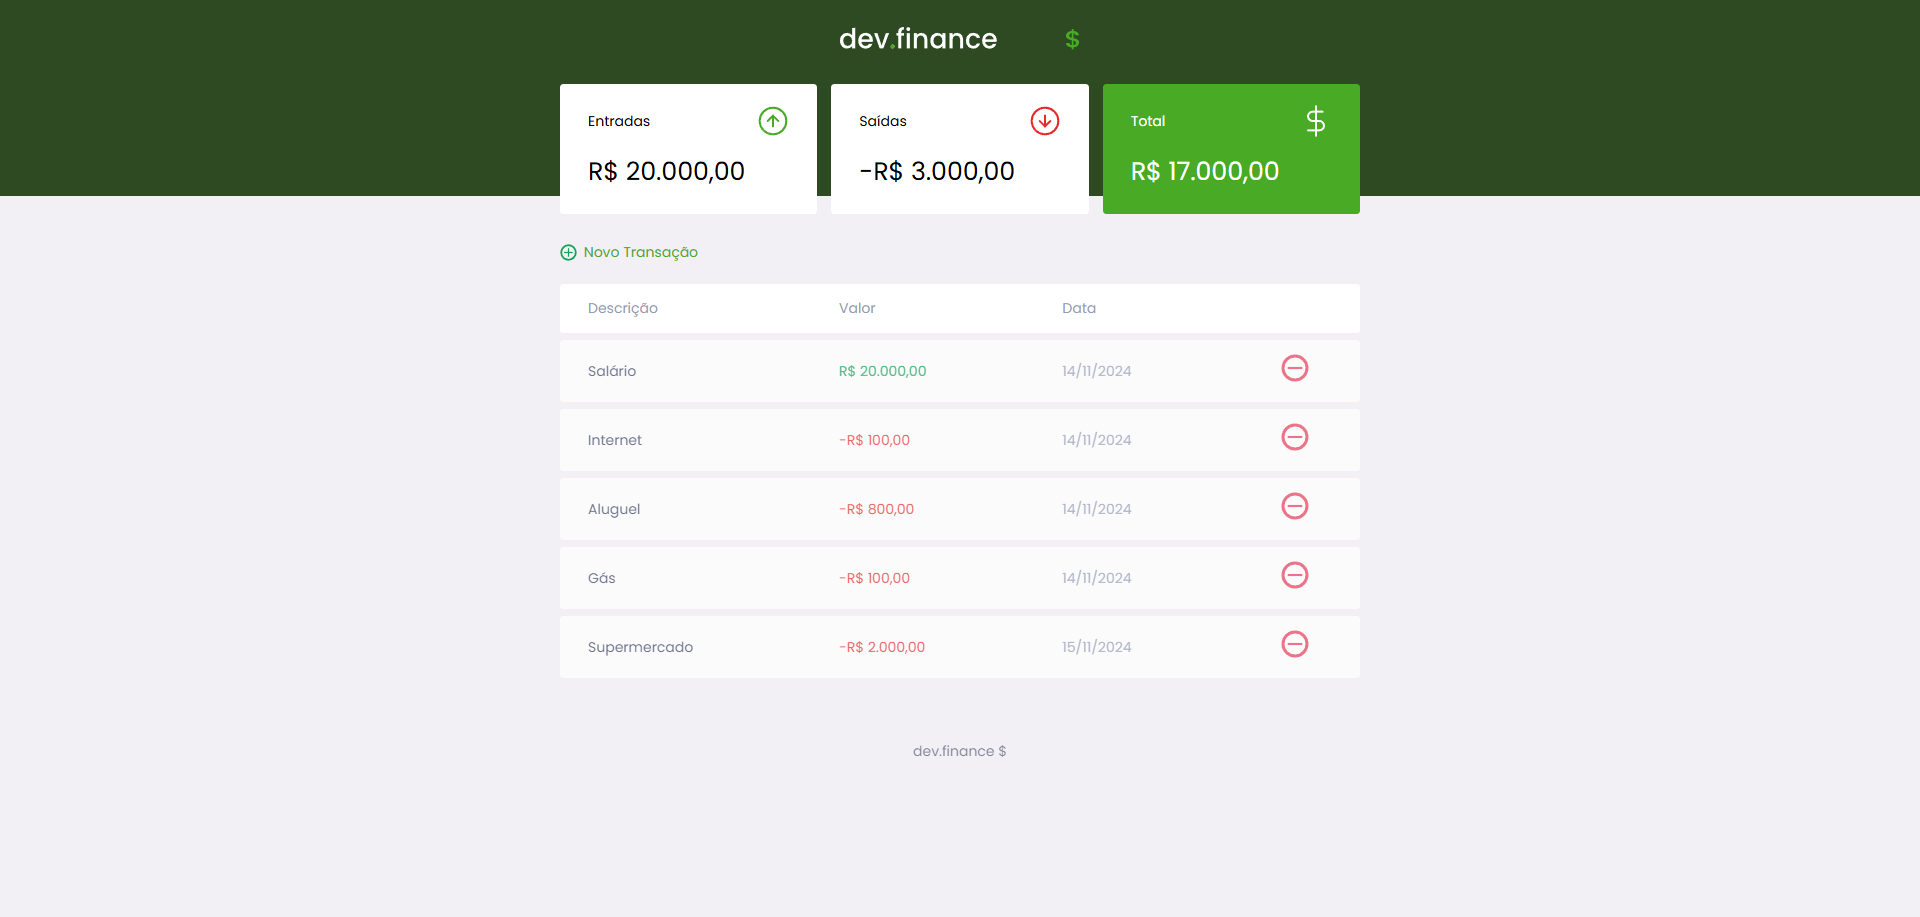 dev.finance $
Entradas
R$ 20.000,00
Saídas
-R$ 3.000,00
Total
$
R$ 17.000,00
Novo Transação
Descrição Valor Data
Salário R$ 20.000,00 14/11/2024
Internet -R$ 100,00 14/11/2024
Aluguel -R$ 800,00 14/11/2024
Gás -R$ 100,00 14/11/2024
Supermercado -R$ 2.000,00 15/11/2024
dev.finance $